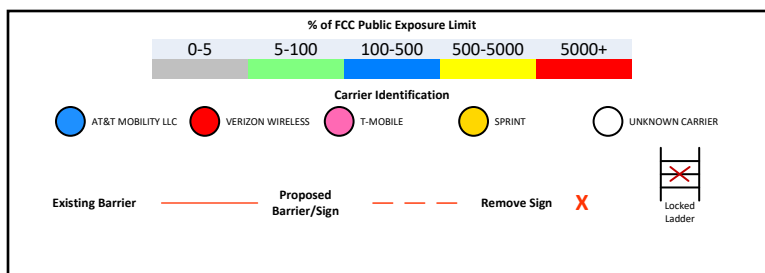 % of FCC Public Exposure Limit
0-5 5-100 100-500 500-5000 5000+
Carrier Identification
AT&T MOBILITY LLC VERIZON WIRELESS T-MOBILE SPRINT UNKNOWN CARRIER
Existing Barrier Proposed Barrier/Sign Remove Sign X Locked Ladder